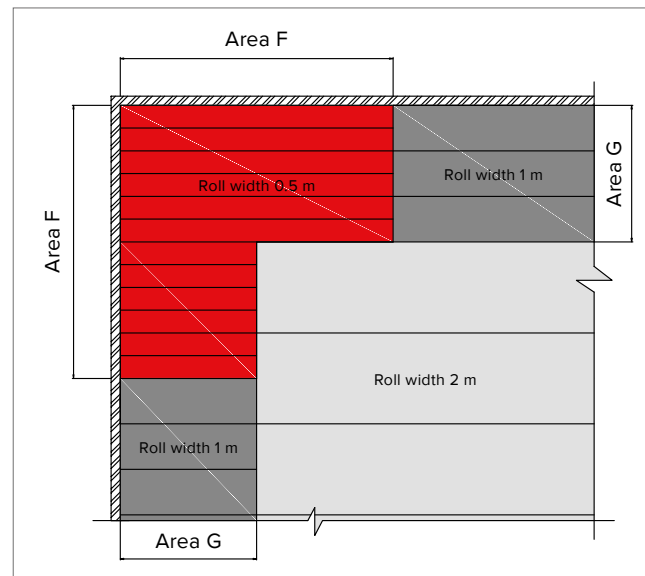 Area F
Roll width 0.5 m
Roll width 1 m
Area G
Area F
Roll width 2 m
Roll width 1 m
Area G